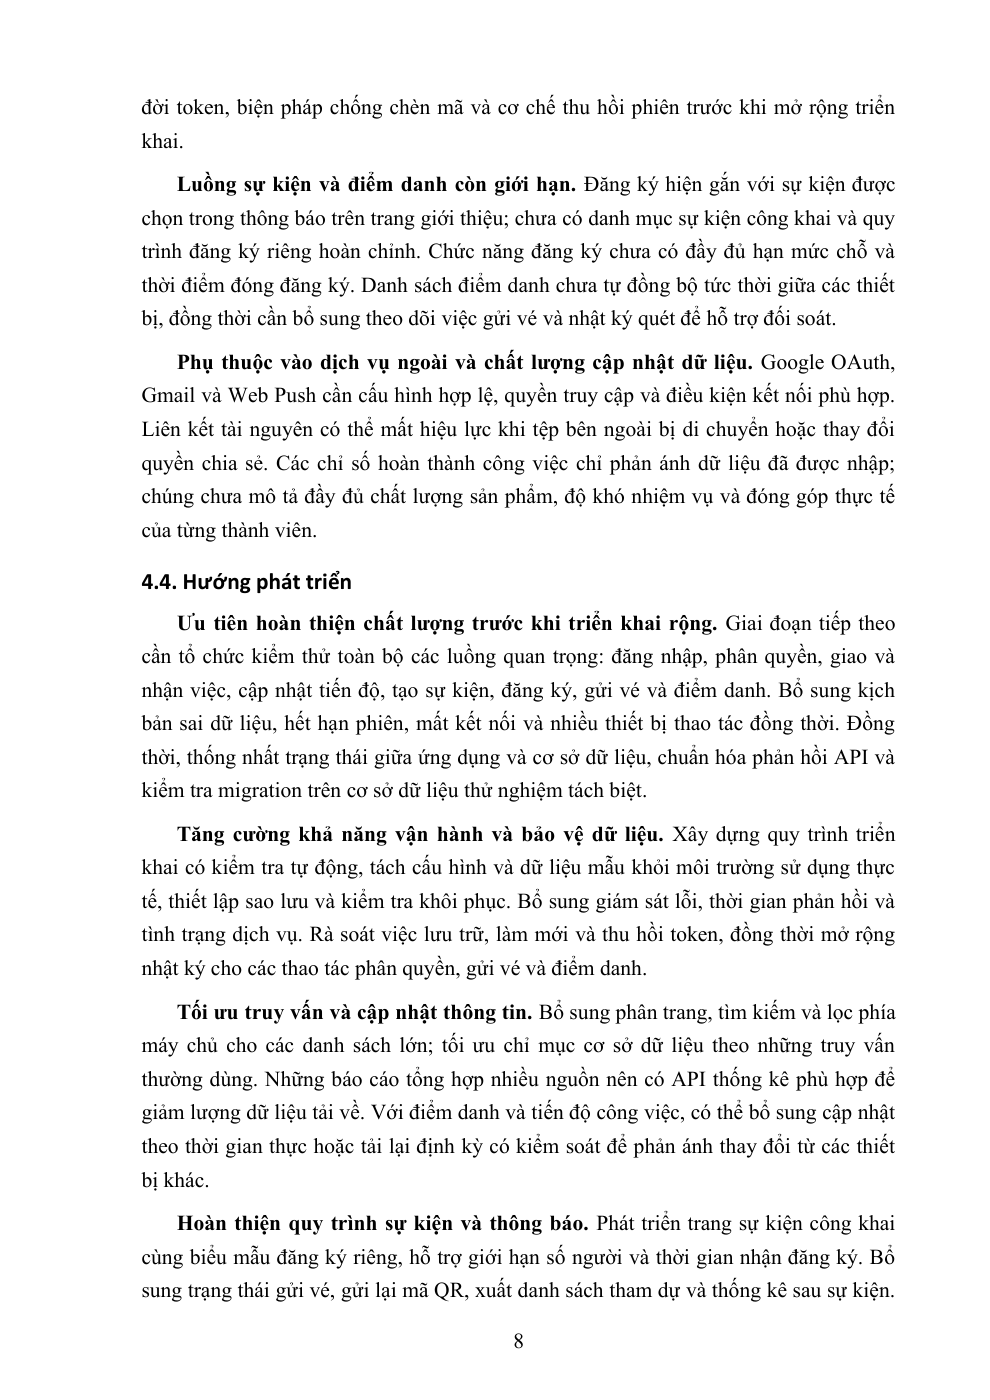 đời token, biện pháp chống chèn mã và cơ chế thu hồi phiên trước khi mở rộng triển
khai.
Luồng sự kiện và điểm danh còn giới hạn. Đăng ký hiện gắn với sự kiện được
chọn trong thông báo trên trang giới thiệu; chưa có danh mục sự kiện công khai và quy
trình đăng ký riêng hoàn chỉnh. Chức năng đăng ký chưa có đầy đủ hạn mức chỗ và
thời điểm đóng đăng ký. Danh sách điểm danh chưa tự đồng bộ tức thời giữa các thiết
bị, đồng thời cần bổ sung theo dõi việc gửi vé và nhật ký quét để hỗ trợ đối soát.
Phụ thuộc vào dịch vụ ngoài và chất lượng cập nhật dữ liệu. Google OAuth,
Gmail và Web Push cần cấu hình hợp lệ, quyền truy cập và điều kiện kết nối phù hợp.
Liên kết tài nguyên có thể mất hiệu lực khi tệp bên ngoài bị di chuyển hoặc thay đổi
quyền chia sẻ. Các chỉ số hoàn thành công việc chỉ phản ánh dữ liệu đã được nhập;
chúng chưa mô tả đầy đủ chất lượng sản phẩm, độ khó nhiệm vụ và đóng góp thực tế
của từng thành viên.
4.4. Hướng phát triển
Ưu tiên hoàn thiện chất lượng trước khi triển khai rộng. Giai đoạn tiếp theo
cần tổ chức kiểm thử toàn bộ các luồng quan trọng: đăng nhập, phân quyền, giao và
nhận việc, cập nhật tiến độ, tạo sự kiện, đăng ký, gửi vé và điểm danh. Bổ sung kịch
bản sai dữ liệu, hết hạn phiên, mất kết nối và nhiều thiết bị thao tác đồng thời. Đồng
thời, thống nhất trạng thái giữa ứng dụng và cơ sở dữ liệu, chuẩn hóa phản hồi API và
kiểm tra migration trên cơ sở dữ liệu thử nghiệm tách biệt.
Tăng cường khả năng vận hành và bảo vệ dữ liệu. Xây dựng quy trình triển
khai có kiểm tra tự động, tách cấu hình và dữ liệu mẫu khỏi môi trường sử dụng thực
tế, thiết lập sao lưu và kiểm tra khôi phục. Bổ sung giám sát lỗi, thời gian phản hồi và
tình trạng dịch vụ. Rà soát việc lưu trữ, làm mới và thu hồi token, đồng thời mở rộng
nhật ký cho các thao tác phân quyền, gửi vé và điểm danh.
Tối ưu truy vấn và cập nhật thông tin. Bổ sung phân trang, tìm kiếm và lọc phía
máy chủ cho các danh sách lớn; tối ưu chỉ mục cơ sở dữ liệu theo những truy vấn
thường dùng. Những báo cáo tổng hợp nhiều nguồn nên có API thống kê phù hợp để
giảm lượng dữ liệu tải về. Với điểm danh và tiến độ công việc, có thể bổ sung cập nhật
theo thời gian thực hoặc tải lại định kỳ có kiểm soát để phản ánh thay đổi từ các thiết
bị khác.
Hoàn thiện quy trình sự kiện và thông báo. Phát triển trang sự kiện công khai
cùng biểu mẫu đăng ký riêng, hỗ trợ giới hạn số người và thời gian nhận đăng ký. Bổ
sung trạng thái gửi vé, gửi lại mã QR, xuất danh sách tham dự và thống kê sau sự kiện.
8